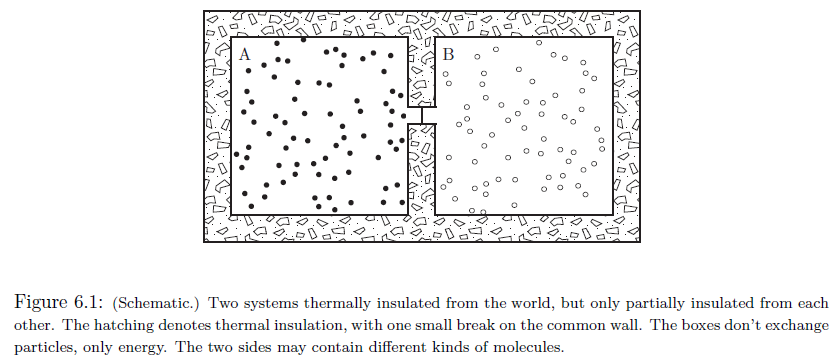 A
B
Figure 6.1: (Schematic.) Two systems thermally insulated from the world, but only partially insulated from each
other. The hatching denotes thermal insulation, with one small break on the common wall. The boxes don't exchange
particles, only energy. The two sides may contain different kinds of molecules.